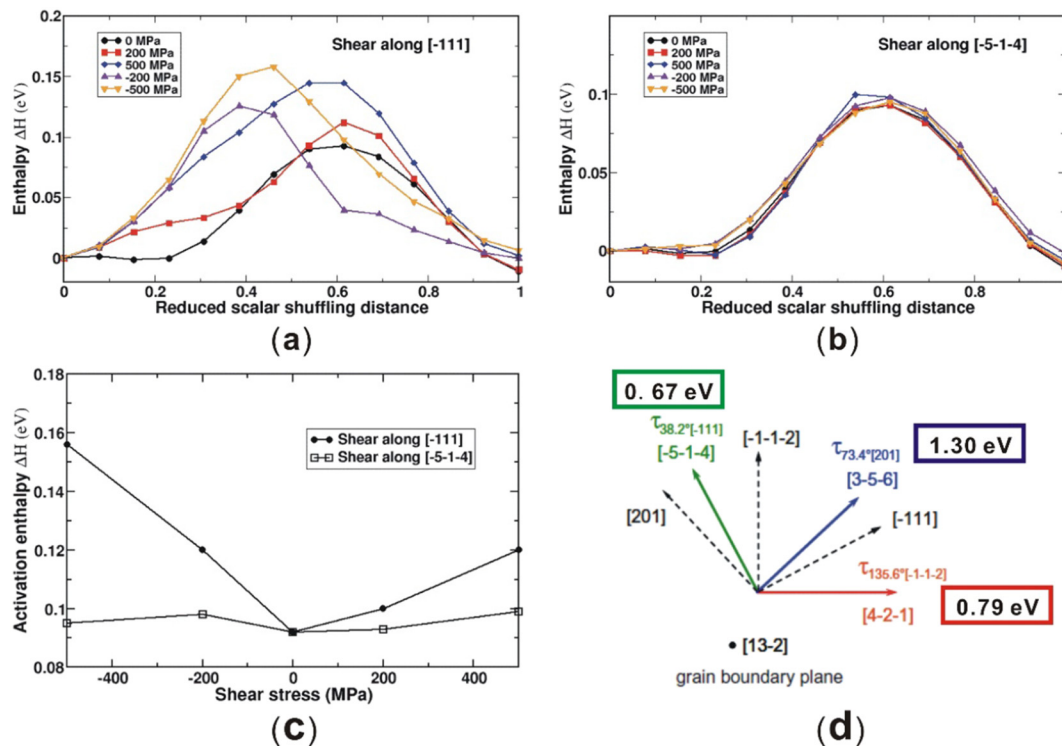 0.2
0.15
0.1
0.05
0
Enthalpy ΔH (eV)
0 MPa
200 MPa
500 MPa
-200 MPa
-500 MPa
Shear along [-111]
0 0.2 0.4 0.6 0.8 1
Reduced scalar shuffling distance
(a)
0.1
0.05
0
Enthalpy ΔH (eV)
0 MPa
200 MPa
500 MPa
-200 MPa
-500 MPa
Shear along [-5-1-4]
0 0.2 0.4 0.6 0.8
Reduced scalar shuffling distance
(b)
0.18
0.16
0.14
0.12
0.1
0.08
Activation enthalpy ΔH (eV)
Shear along [-111]
Shear along [-5-1-4]
-400 -200 0 200 400
Shear stress (MPa)
(c)
0. 67 eV
τ38.2°[-111]
[-5-1-4]
[-1-1-2]
τ73.4°[201]
[3-5-6]
1.30 eV
[201]
[-111]
τ135.6°[-1-1-2]
[4-2-1]
0.79 eV
[13-2]
grain boundary plane
(d)